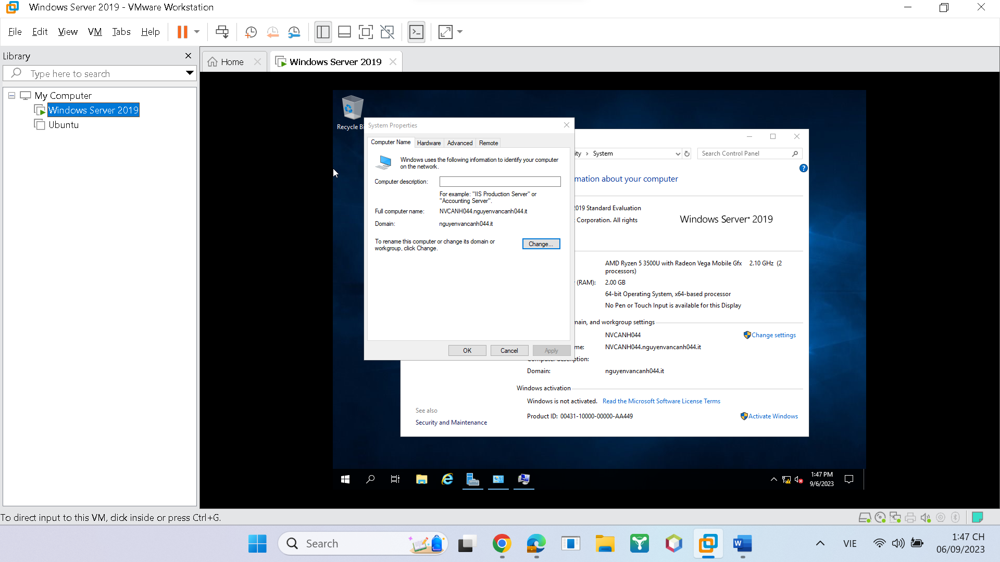 Windows Server 2019 - VMware Workstation
File Edit View VM Tabs Help
Library
Type here to search
My Computer
Windows Server 2019
Ubuntu
Home
Windows Server 2019
Recycle Bi
System Properties
Computer Name Hardware Advanced Remote
Windows uses the following information to identify your computer
on the network.
Computer description:
For example: "IIS Production Server" or
"Accounting Server".
Full computer name: NVCANH044.nguyenvancanh044.it
Domain: nguyenvancanh044.it
To rename this computer or change its domain or
workgroup, click Change.
Change...
OK Cancel Apply
ity › System
Search Control Panel
mation about your computer
2019 Standard Evaluation
Corporation. All rights
Windows Server 2019
AMD Ryzen 5 3500U with Radeon Vega Mobile Gfx 2.10 GHz (2
processors)
(RAM): 2.00 GB
64-bit Operating System, x64-based processor
No Pen or Touch Input is available for this Display
main, and workgroup settings
NVCANH044
Change settings
me: NVCANH044.nguyenvancanh044.it
Computer description:
Domain: nguyenvancanh044.it
Windows activation
Windows is not activated. Read the Microsoft Software License Terms
Product ID: 00431-10000-00000-AA449
Activate Windows
See also
Security and Maintenance
1:47 PM
9/6/2023
To direct input to this VM, click inside or press Ctrl+G.
Search
VIE
1:47 CH
06/09/2023